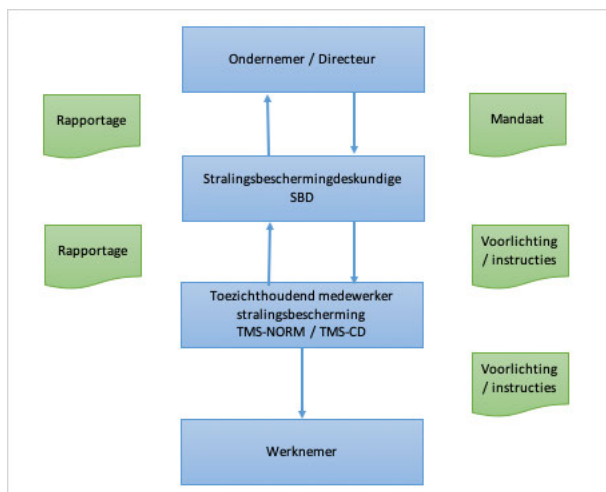 Ondernemer / Directeur
Rapportage
Mandaat
Stralingsbeschermingdeskundige
SBD
Rapportage
Voorlichting
/ instructies
Toezichthoudend medewerker
stralingsbescherming
TMS-NORM / TMS-CD
Voorlichting
/ instructies
Werknemer